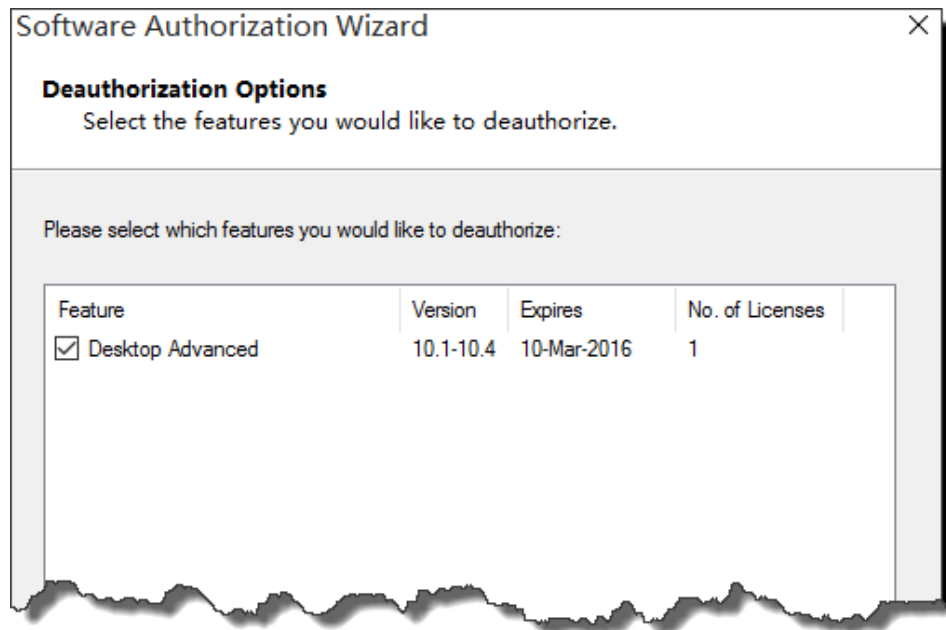 Software Authorization Wizard
Deauthorization Options
Select the features you would like to deauthorize.
Please select which features you would like to deauthorize:
Feature Version Expires No. of Licenses
Desktop Advanced 10.1-10.4 10-Mar-2016 1